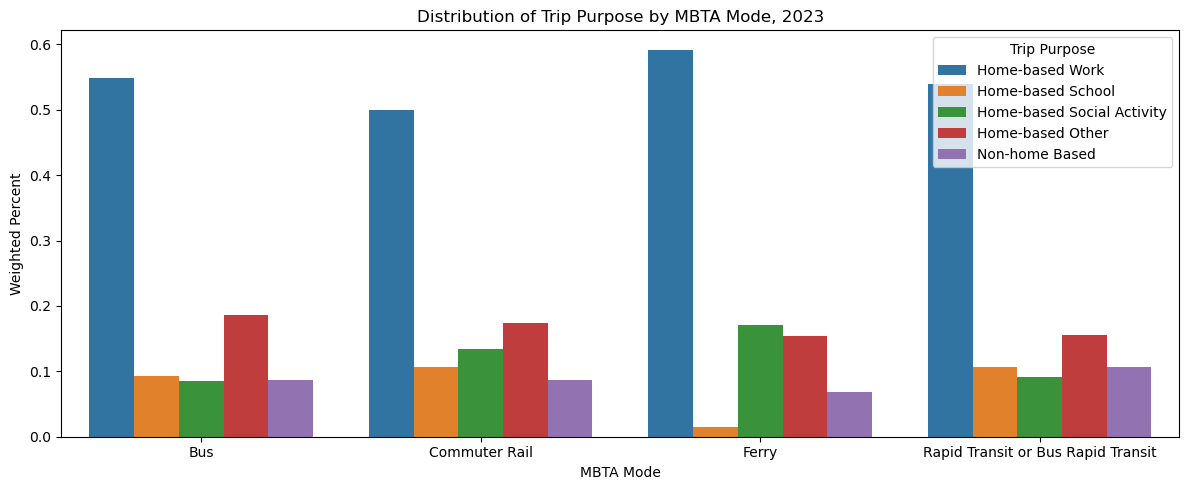 Distribution of Trip Purpose by MBTA Mode, 2023
Weighted Percent
0.6
0.5
0.4
0.3
0.2
0.1
0.0
Trip Purpose
Home-based Work
Home-based School
Home-based Social Activity
Home-based Other
Non-home Based
Bus
Commuter Rail
Ferry
Rapid Transit or Bus Rapid Transit
MBTA Mode